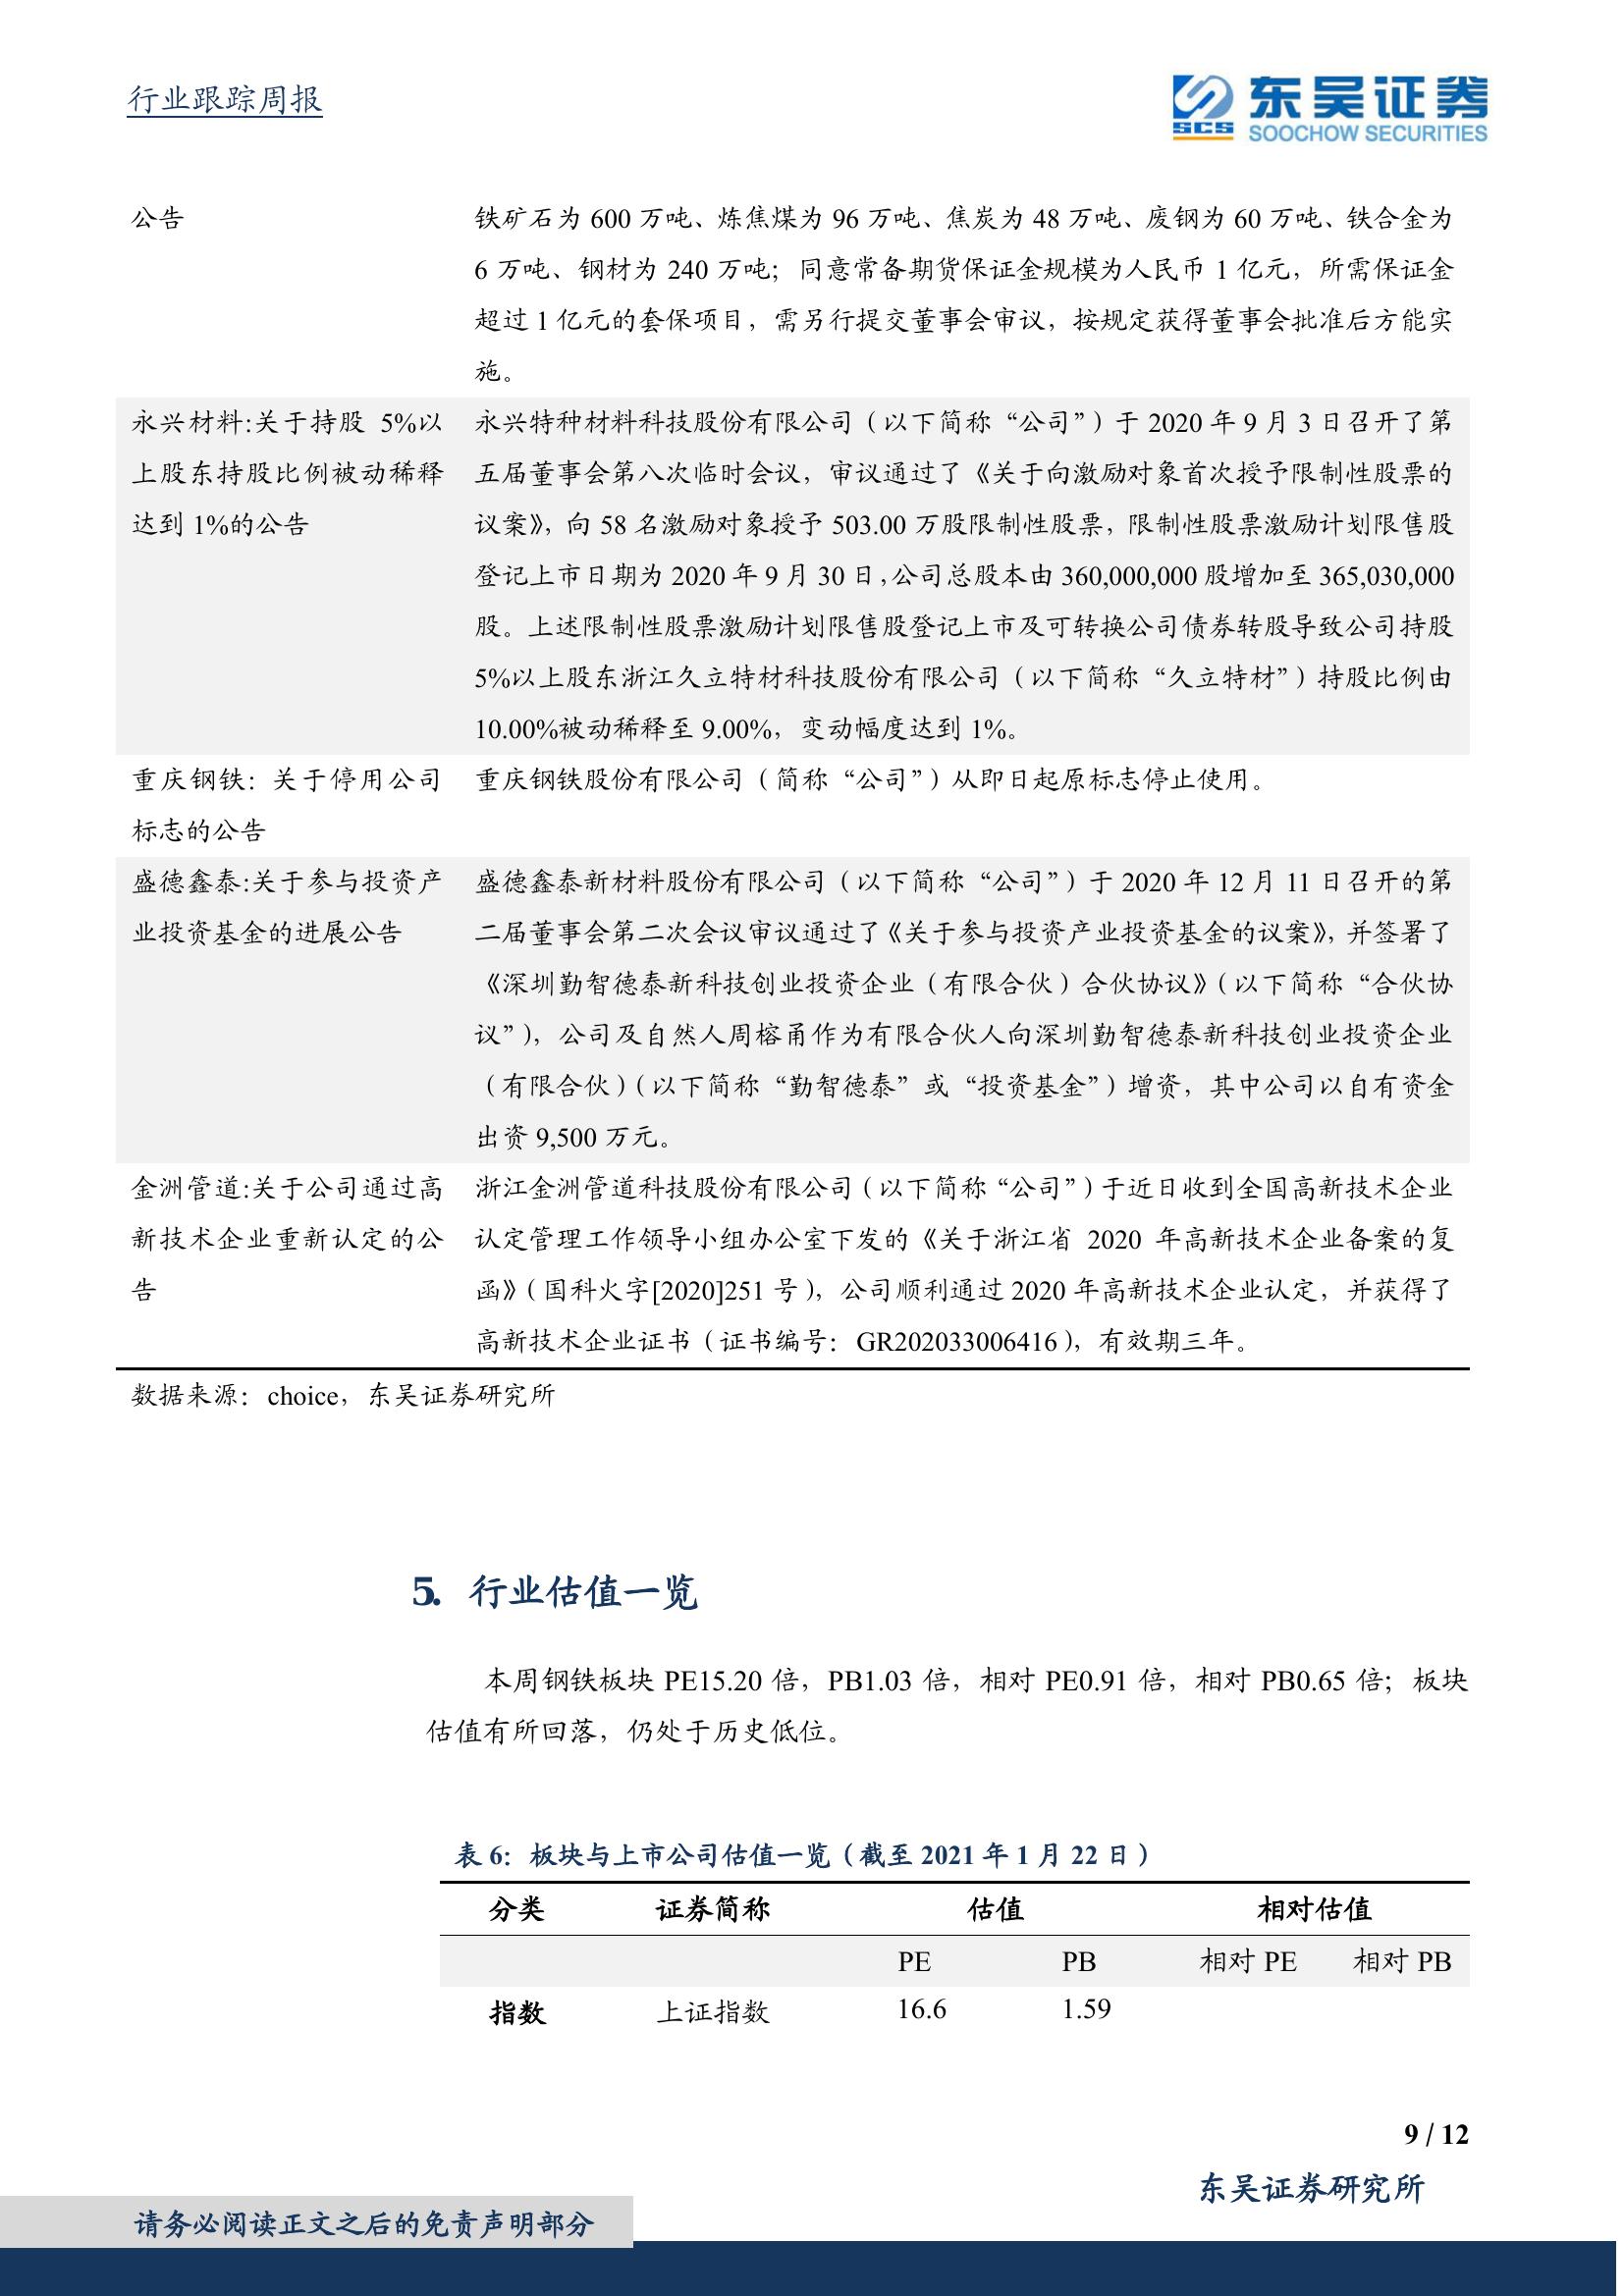 行业跟踪周报
SCS 东吴证券
SOOCHOW SECURITIES
公告
铁矿石为 600 万吨、炼焦煤为 96 万吨、焦炭为 48 万吨、废钢为 60 万吨、铁合金为
6 万吨、钢材为 240 万吨；同意常备期货保证金规模为人民币 1 亿元，所需保证金
超过 1 亿元的套保项目，需另行提交董事会审议，按规定获得董事会批准后方能实
施。
永兴材料:关于持股 5%以
上股东持股比例被动稀释
达到 1%的公告
永兴特种材料科技股份有限公司（以下简称“公司”）于 2020 年 9 月 3 日召开了第
五届董事会第八次临时会议，审议通过了《关于向激励对象首次授予限制性股票的
议案》，向 58 名激励对象授予 503.00 万股限制性股票，限制性股票激励计划限售股
登记上市日期为 2020 年 9 月 30 日，公司总股本由 360,000,000 股增加至 365,030,000
股。上述限制性股票激励计划限售股登记上市及可转换公司债券转股导致公司持股
5%以上股东浙江久立特材科技股份有限公司（以下简称“久立特材”）持股比例由
10.00%被动稀释至 9.00%，变动幅度达到 1%。
重庆钢铁：关于停用公司
标志的公告
重庆钢铁股份有限公司（简称“公司”）从即日起原标志停止使用。
盛德鑫泰:关于参与投资产
业投资基金的进展公告
盛德鑫泰新材料股份有限公司（以下简称“公司”）于 2020 年 12 月 11 日召开的第
二届董事会第二次会议审议通过了《关于参与投资产业投资基金的议案》，并签署了
《深圳勤智德泰新科技创业投资企业（有限合伙）合伙协议》（以下简称“合伙协
议”），公司及自然人周榕甬作为有限合伙人向深圳勤智德泰新科技创业投资企业
（有限合伙）（以下简称“勤智德泰”或“投资基金”）增资，其中公司以自有资金
出资 9,500 万元。
金洲管道:关于公司通过高
新技术企业重新认定的公
告
浙江金洲管道科技股份有限公司（以下简称“公司”）于近日收到全国高新技术企业
认定管理工作领导小组办公室下发的《关于浙江省 2020 年高新技术企业备案的复
函》（国科火字[2020]251 号），公司顺利通过 2020 年高新技术企业认定，并获得了
高新技术企业证书（证书编号：GR202033006416），有效期三年。
数据来源：choice，东吴证券研究所
5. 行业估值一览
本周钢铁板块 PE15.20 倍，PB1.03 倍，相对 PE0.91 倍，相对 PB0.65 倍；板块
估值有所回落，仍处于历史低位。
表 6：板块与上市公司估值一览（截至 2021 年 1 月 22 日）
分类 证券简称 估值 相对估值
PE PB 相对 PE 相对 PB
指数 上证指数 16.6 1.59
9 / 12
东吴证券研究所
请务必阅读正文之后的免责声明部分